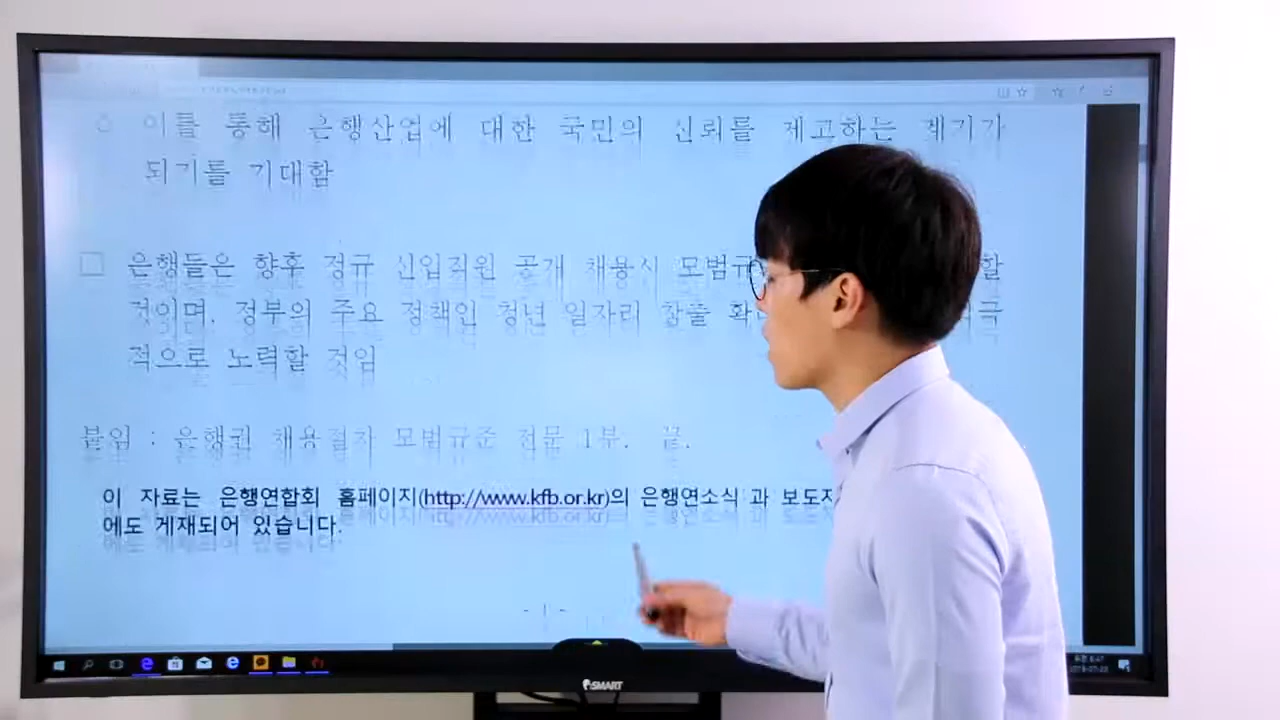 ㅇ 이를 통해 은행산업에 대한 국민의 신뢰를 제고하는 계기가
되기를 기대함
□ 은행들은 향후 정규 신입직원 공개 채용시 모범규 할
것이며, 정부의 주요 정책인 청년 일자리 창출 극
적으로 노력할 것임
붙임 : 은행권 채용절차 모범규준 전문 1부. 끝.
이 자료는 은행연합회 홈페이지(http://www.kfb.or.kr)의 은행연소식 과 보도자
에도 게재되어 있습니다.
- 1 -
SMART